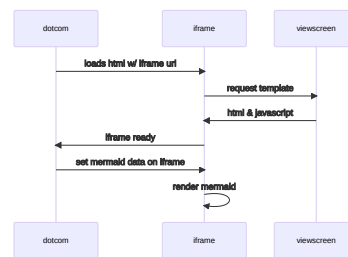 dotcom
iframe
viewscreen
loads html w/ iframe url
request template
html & javascript
iframe ready
set mermaid data on iframe
render mermaid
dotcom
iframe
viewscreen